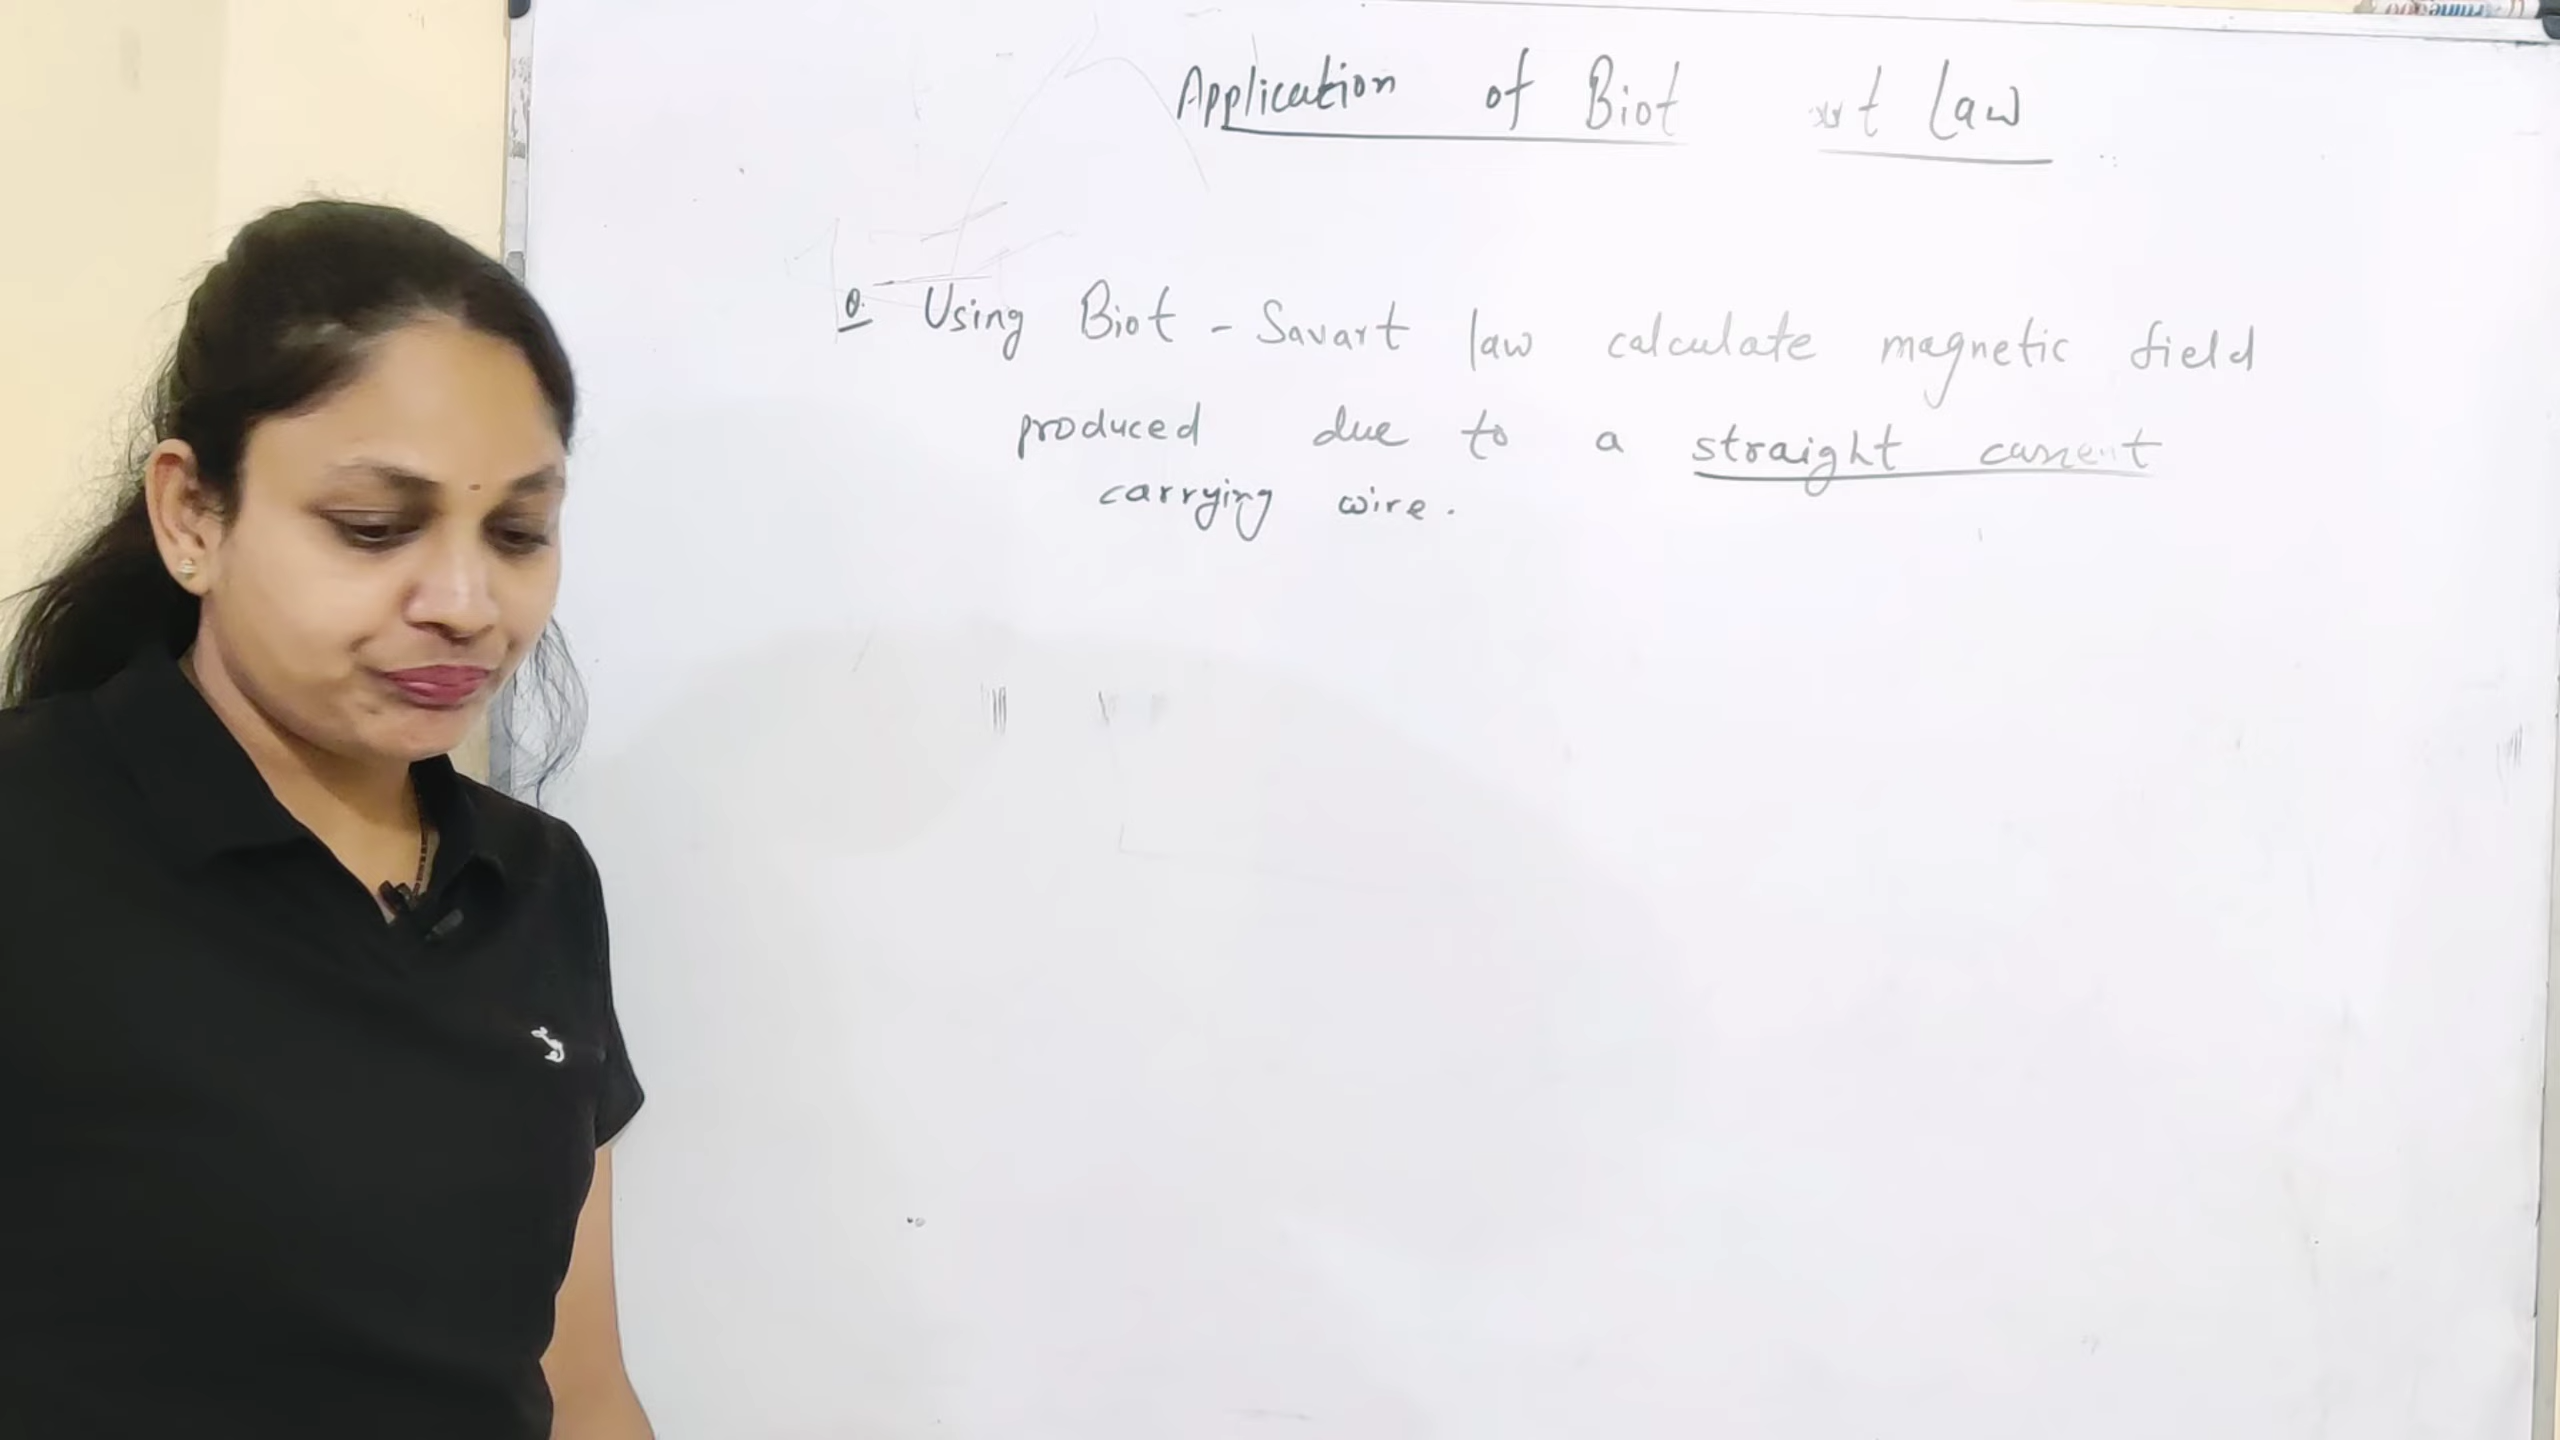 Application of Biot t Law
Q. Using Biot - Savart law calculate magnetic field
produced due to a straight current
carrying wire.